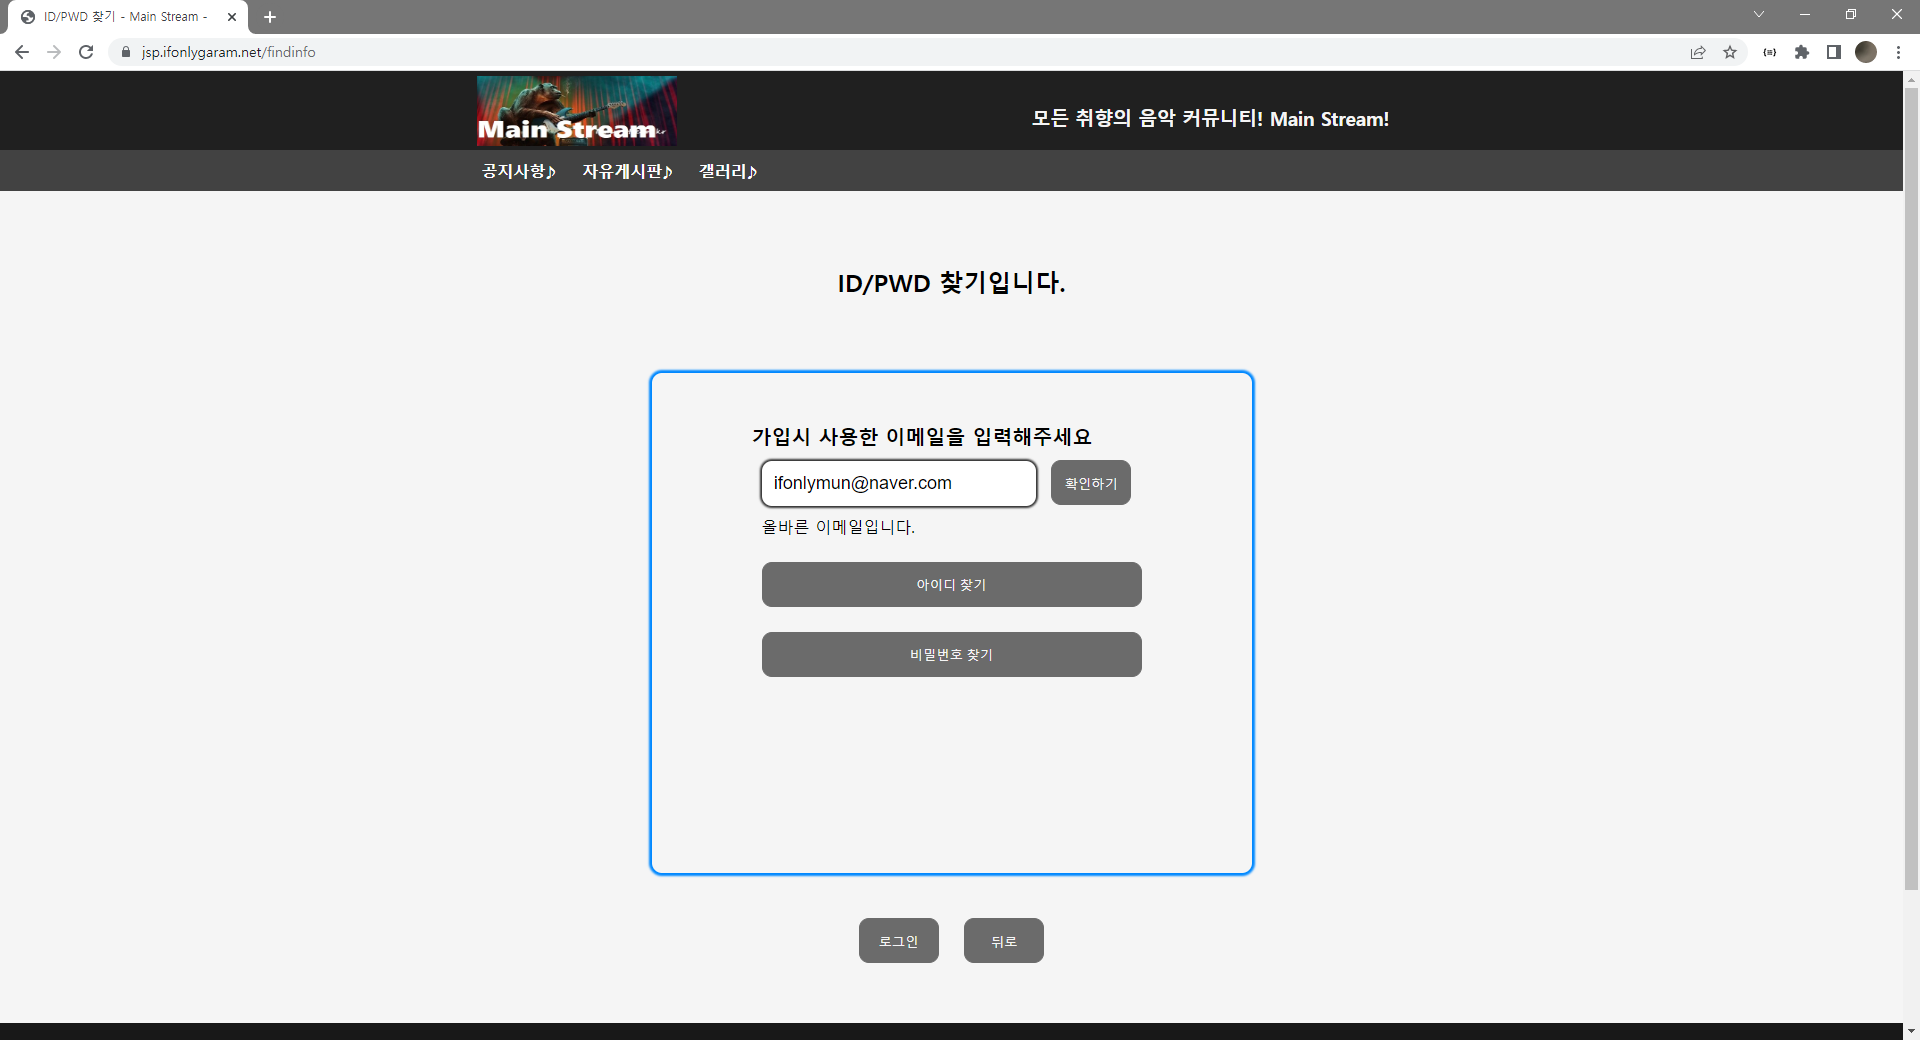 ID/PWD 찾기 - Main Stream -
jsp.ifonlygaram.net/findinfo
Main Stream
모든 취향의 음악 커뮤니티! Main Stream!
공지사항♪ 자유게시판♪ 갤러리♪
ID/PWD 찾기입니다.
가입시 사용한 이메일을 입력해주세요
ifonlymun@naver.com 확인하기
올바른 이메일입니다.
아이디 찾기
비밀번호 찾기
로그인 뒤로